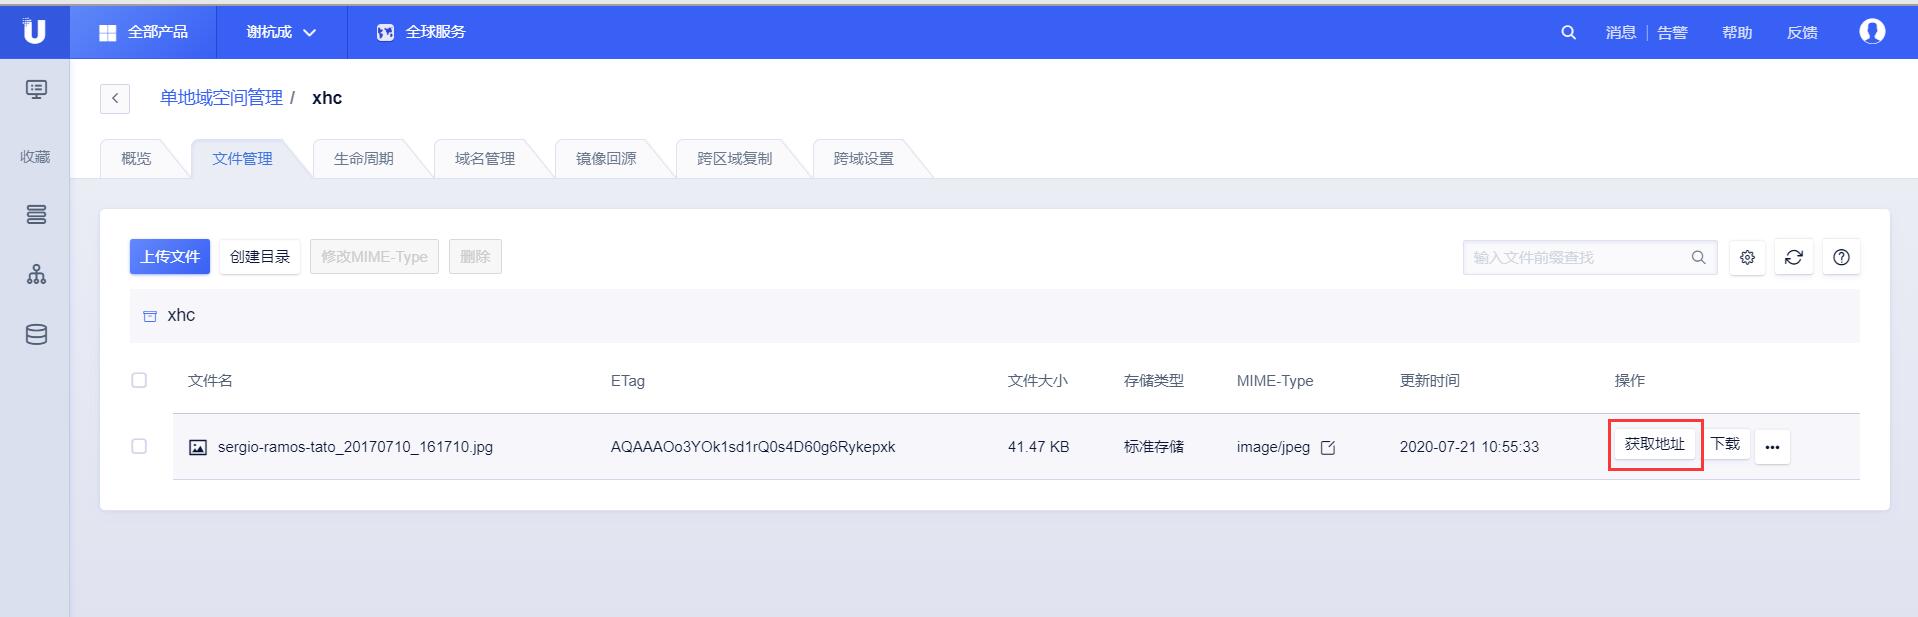 U 全部产品 谢杭成 全球服务 消息 告警 帮助 反馈
收藏
单地域空间管理 / xhc
概览 文件管理 生命周期 域名管理 镜像回源 跨区域复制 跨域设置
上传文件 创建目录 修改MIME-Type 删除 输入文件前缀查找
xhc
文件名 ETag 文件大小 存储类型 MIME-Type 更新时间 操作
sergio-ramos-tato_20170710_161710.jpg AQAAAOo3YOk1sd1rQ0s4D60g6Rykepxk 41.47 KB 标准存储 image/jpeg 2020-07-21 10:55:33 获取地址 下载